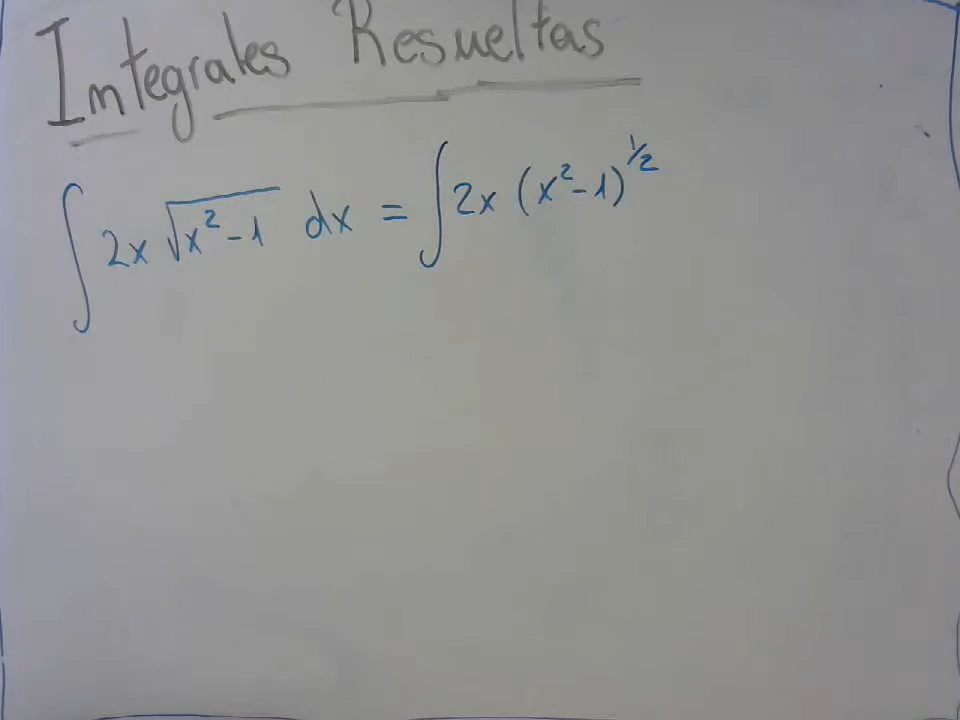 Integrales Resueltas
∫ 2x √(x² - 1) dx = ∫ 2x (x² - 1)^1/2